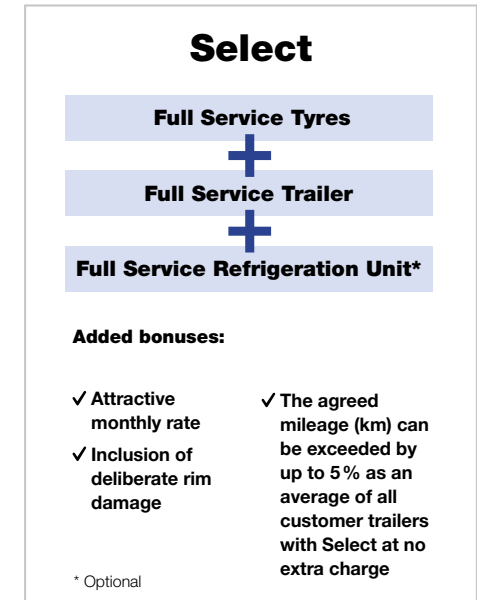 Select
Full Service Tyres
+
Full Service Trailer
+
Full Service Refrigeration Unit*
Added bonuses:
✓ Attractive
monthly rate
✓ Inclusion of
deliberate rim
damage
✓ The agreed
mileage (km) can
be exceeded by
up to 5 % as an
average of all
customer trailers
with Select at no
extra charge
* Optional